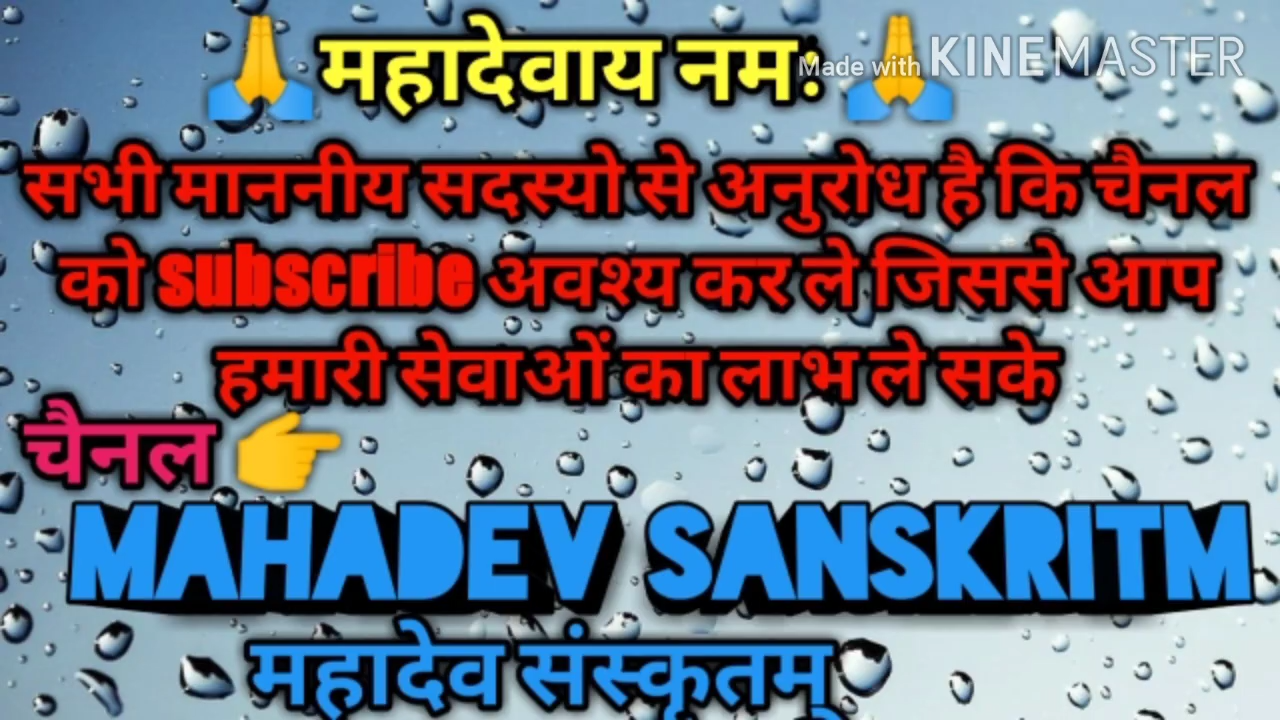 🙏महादेवाय नमः🙏
Made with KINEMASTER
सभी माननीय सदस्यो से अनुरोध है कि चैनल
को subscribe अवश्य कर ले जिससे आप
हमारी सेवाओं का लाभ ले सके
चैनल 👉
MAHADEV SANSKRITM
महादेव संस्कृतम्